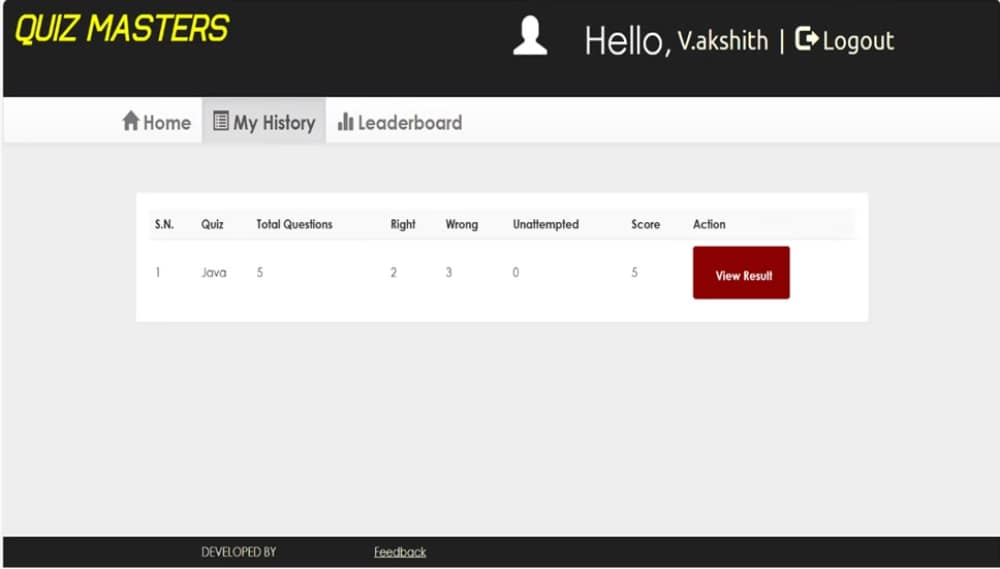 QUIZ MASTERS
Hello, V.akshith | Logout
Home My History Leaderboard
S.N. Quiz Total Questions Right Wrong Unattempted Score Action
1 Java 5 2 3 0 5 View Result
DEVELOPED BY Feedback